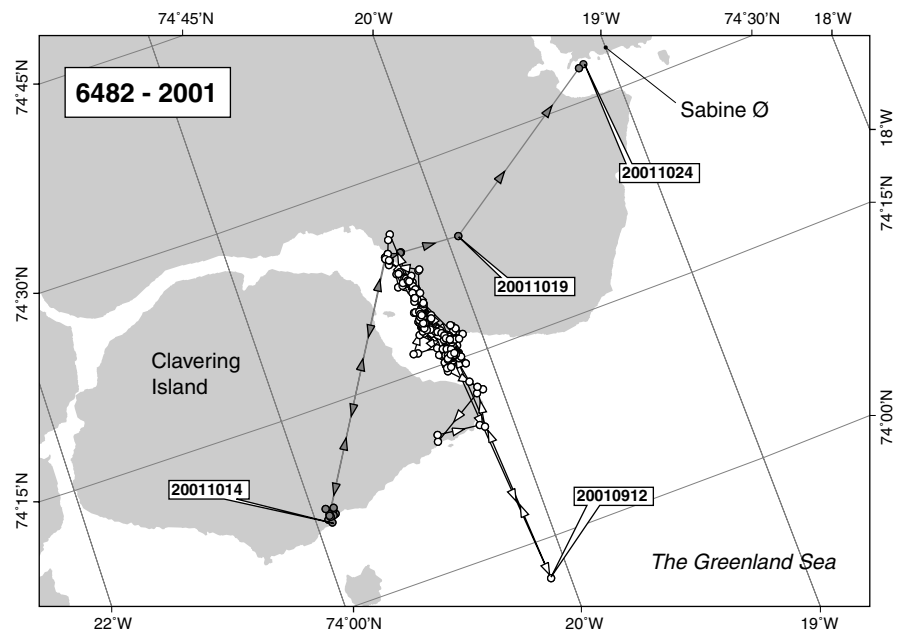 74˚45'N
20˚W
19˚W
74˚30'N
18˚W
74˚45'N
6482 - 2001
Sabine Ø
18˚W
20011024
74˚15'N
74˚30'N
20011019
Clavering
Island
74˚00'N
20011014
20010912
74˚15'N
The Greenland Sea
22˚W
74˚00'N
20˚W
19˚W